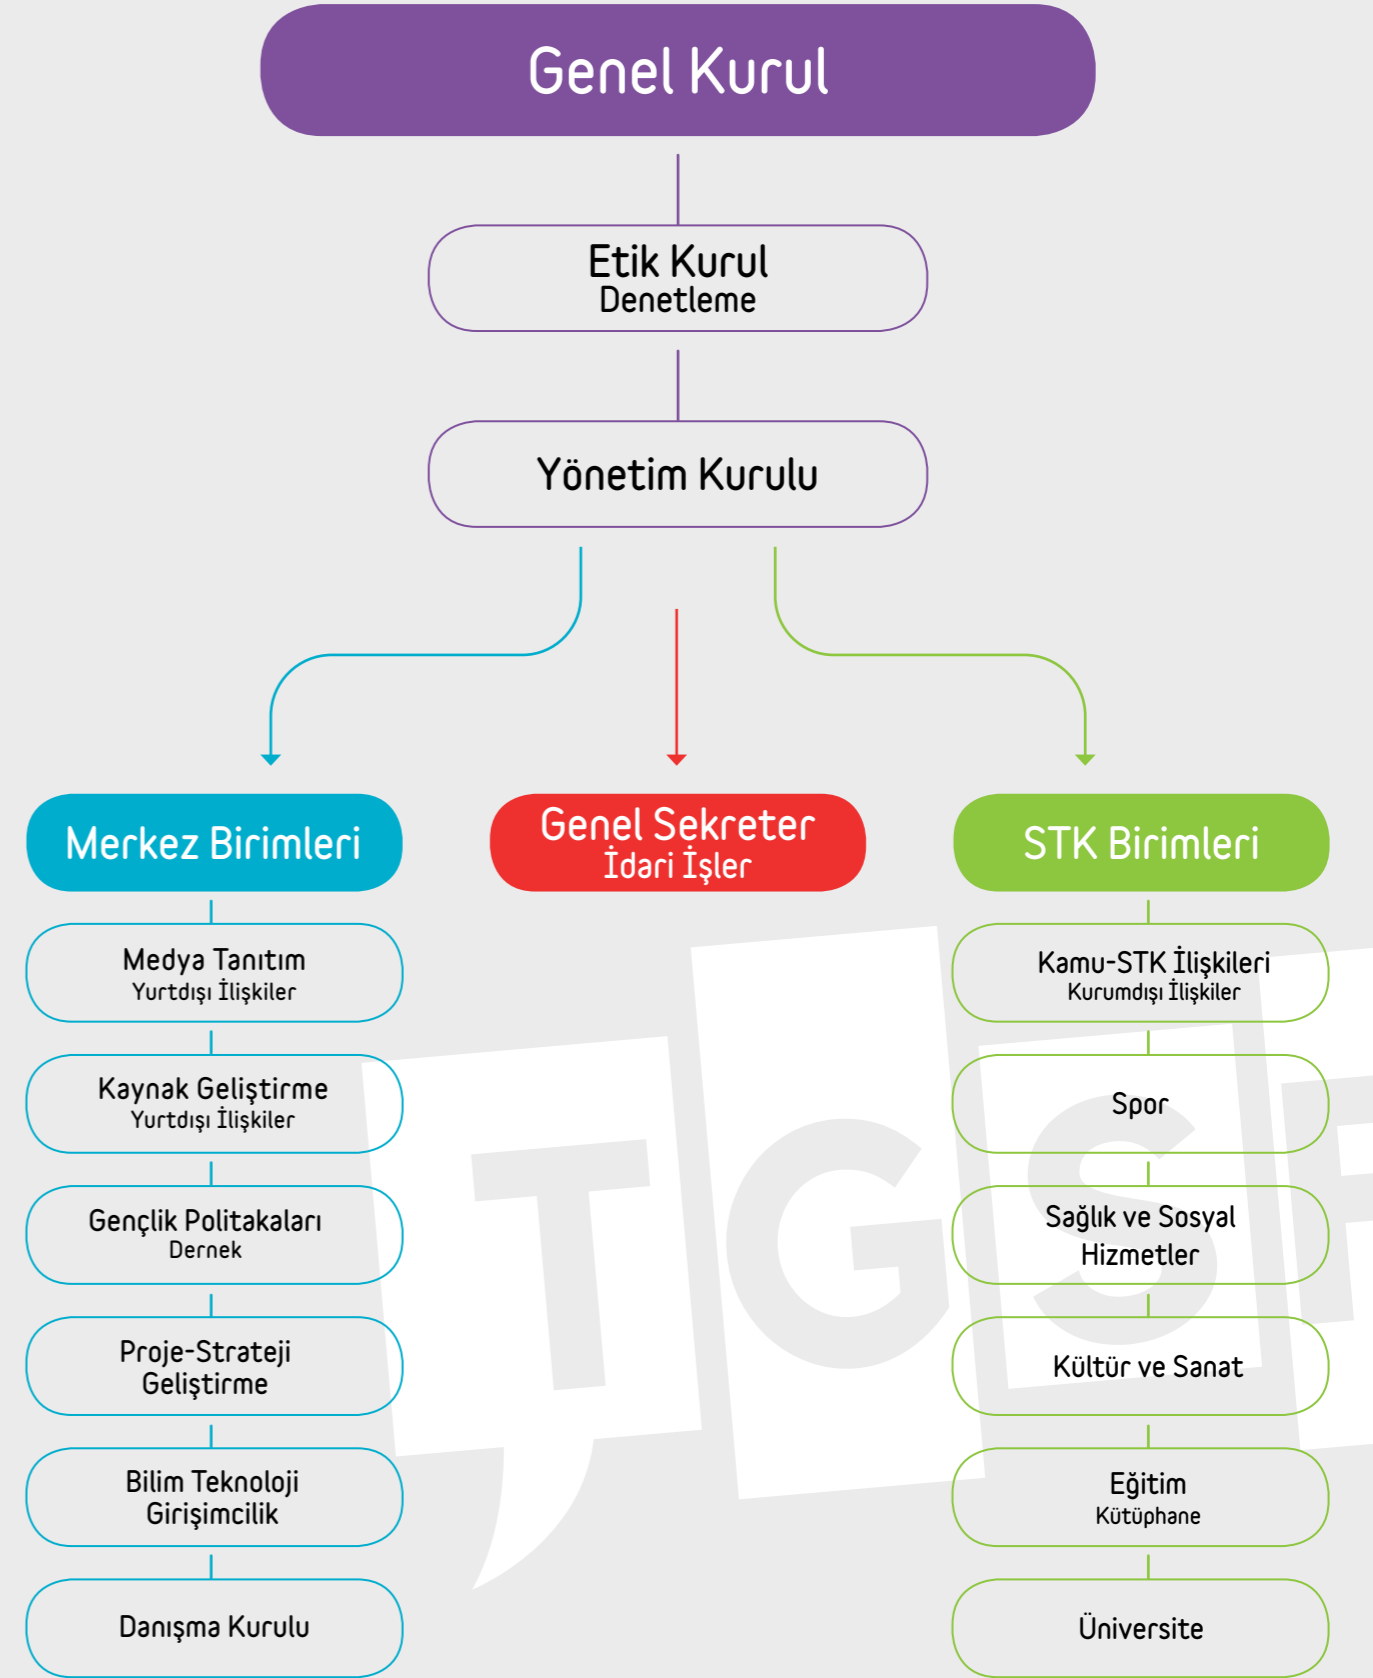 Genel Kurul
Etik Kurul
Denetleme
Yönetim Kurulu
Merkez Birimleri
Medya Tanıtım
Yurtdışı İlişkiler
Kaynak Geliştirme
Yurtdışı İlişkiler
Gençlik Politakaları
Dernek
Proje-Strateji
Geliştirme
Bilim Teknoloji
Girişimcilik
Danışma Kurulu
Genel Sekreter
İdari İşler
STK Birimleri
Kamu-STK İlişkileri
Kurumdışı İlişkiler
Spor
Sağlık ve Sosyal
Hizmetler
Kültür ve Sanat
Eğitim
Kütüphane
Üniversite
TGSP